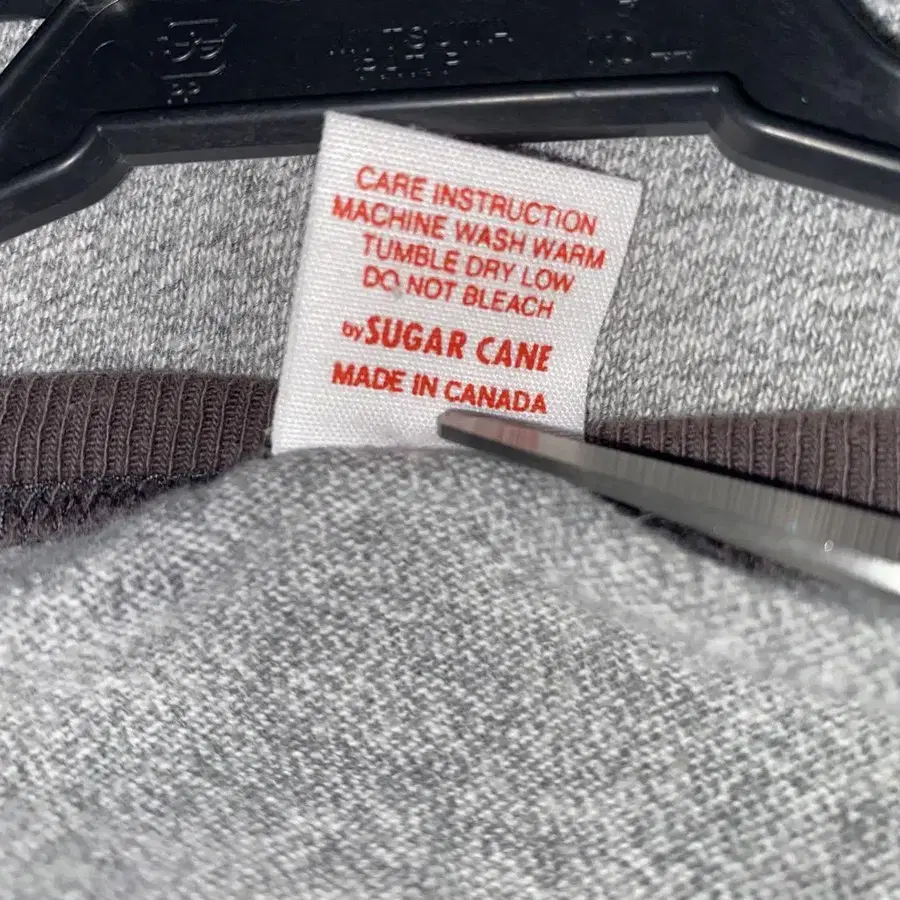 CARE INSTRUCTION
MACHINE WASH WARM
TUMBLE DRY LOW
DO NOT BLEACH
by SUGAR CANE
MADE IN CANADA